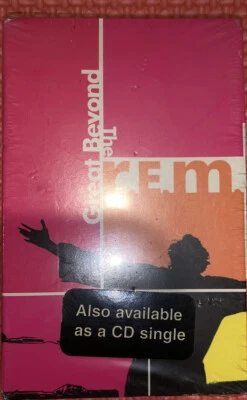 The
Great Beyond
r.E.m.
Also available
as a CD single